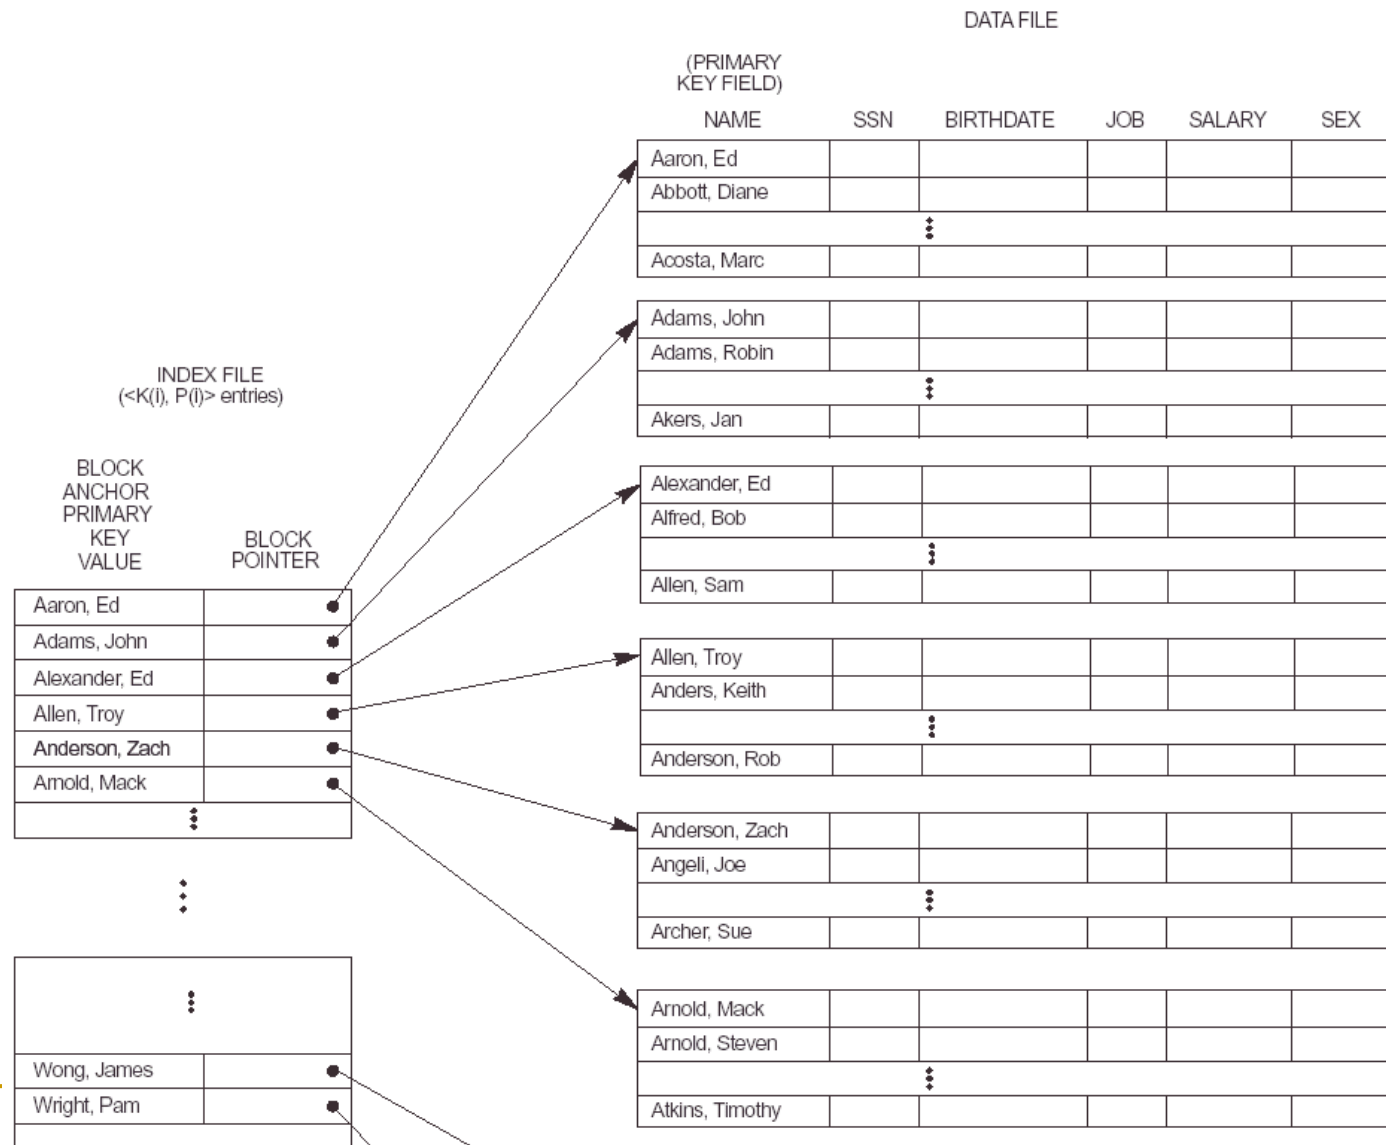 DATA FILE
(PRIMARY
KEY FIELD)
NAME SSN BIRTHDATE JOB SALARY SEX
Aaron, Ed
Abbott, Diane
Acosta, Marc
Adams, John
Adams, Robin
Akers, Jan
Alexander, Ed
Alfred, Bob
Allen, Sam
Allen, Troy
Anders, Keith
Anderson, Rob
Anderson, Zach
Angeli, Joe
Archer, Sue
Arnold, Mack
Arnold, Steven
Atkins, Timothy
INDEX FILE
(<K(i), P(i)> entries)
BLOCK
ANCHOR
PRIMARY
KEY
VALUE
BLOCK
POINTER
Aaron, Ed
Adams, John
Alexander, Ed
Allen, Troy
Anderson, Zach
Arnold, Mack
Wong, James
Wright, Pam